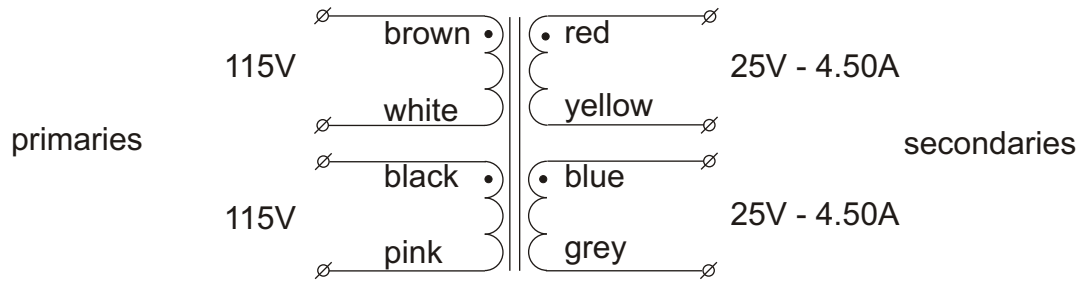 brown
red
115V
25V - 4.50A
white
yellow
primaries
secondaries
black
blue
115V
25V - 4.50A
pink
grey